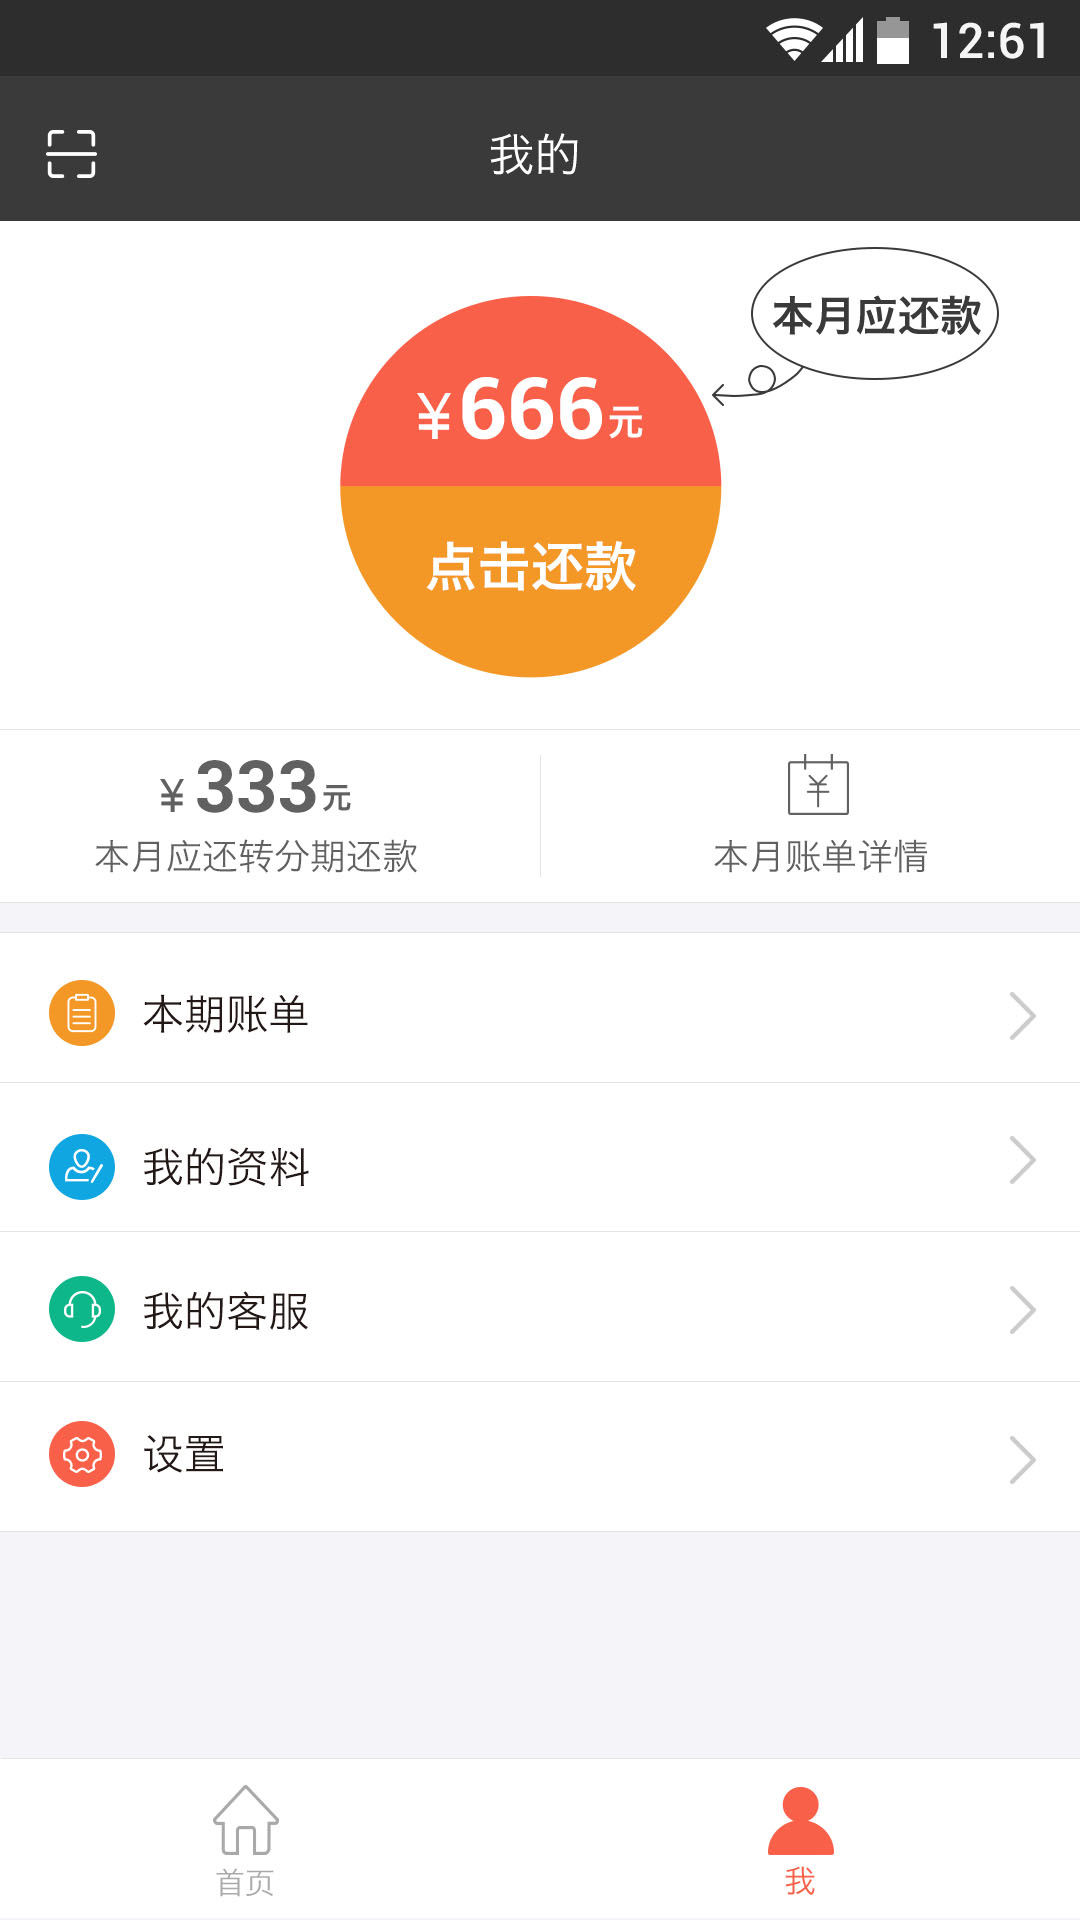 12:61
我的
本月应还款
¥666元
点击还款
¥333元
本月应还转分期还款
本月账单详情
本期账单
我的资料
我的客服
设置
首页
我